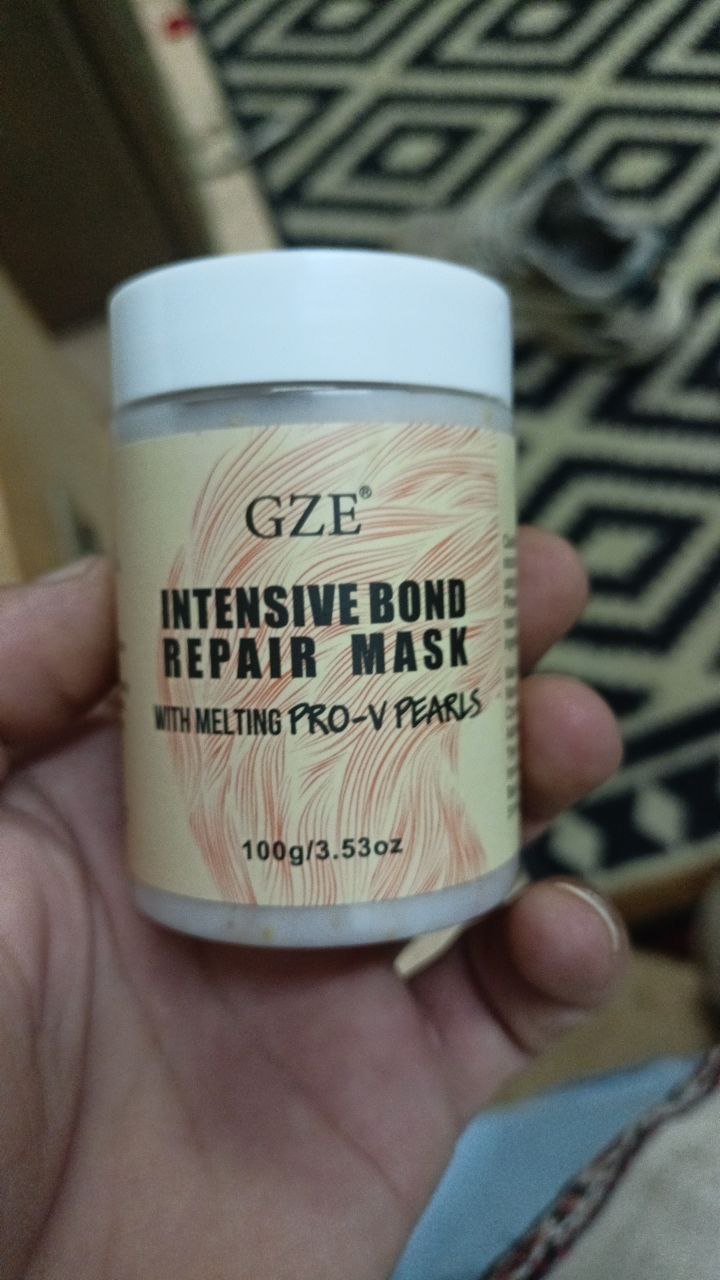 GZE®
INTENSIVE BOND
REPAIR MASK
WITH MELTING PRO-V PEARLS
100g/3.53oz